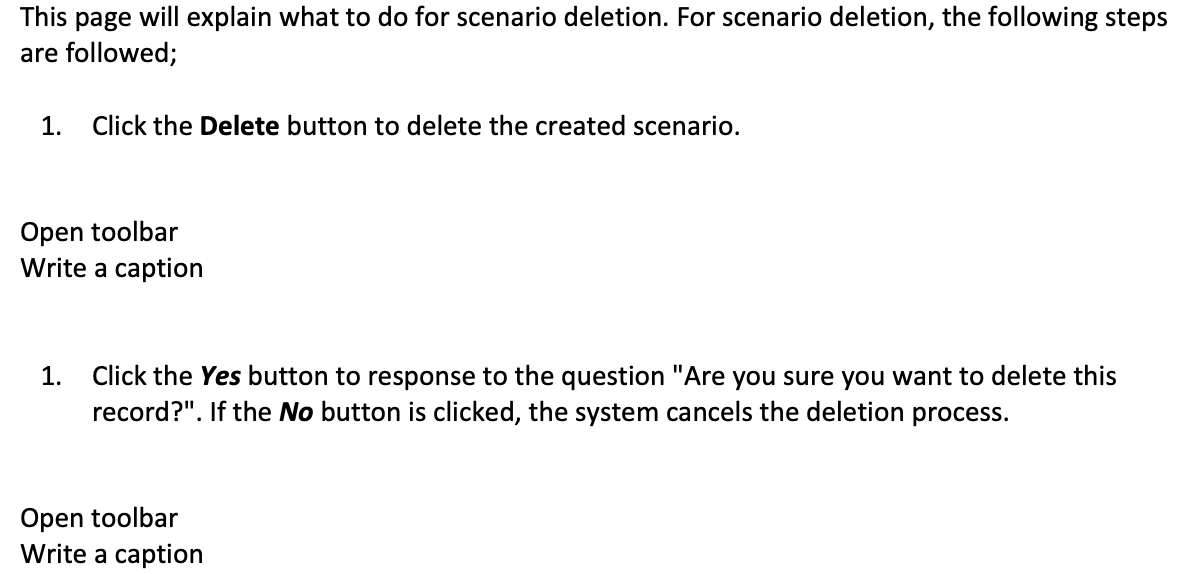 This page will explain what to do for scenario deletion. For scenario deletion, the following steps
are followed;
1. Click the Delete button to delete the created scenario.
Open toolbar
Write a caption
1. Click the Yes button to response to the question "Are you sure you want to delete this
record?". If the No button is clicked, the system cancels the deletion process.
Open toolbar
Write a caption